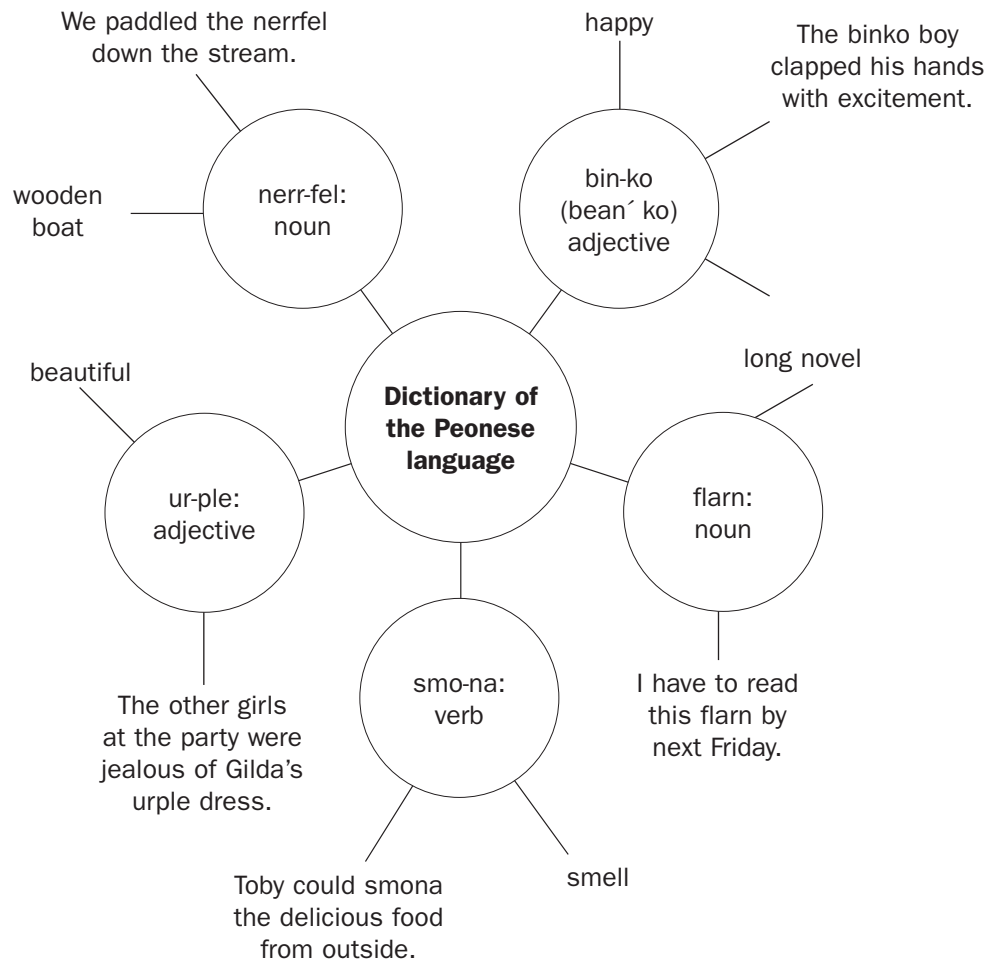 We paddled the nerrfel
down the stream.
happy
The binko boy
clapped his hands
with excitement.
wooden
boat
nerr-fel:
noun
bin-ko
(bean´ ko)
adjective
beautiful
Dictionary of
the Peonese
language
long novel
ur-ple:
adjective
flarn:
noun
The other girls
at the party were
jealous of Gilda’s
urple dress.
smo-na:
verb
I have to read
this flarn by
next Friday.
Toby could smona
the delicious food
from outside.
smell